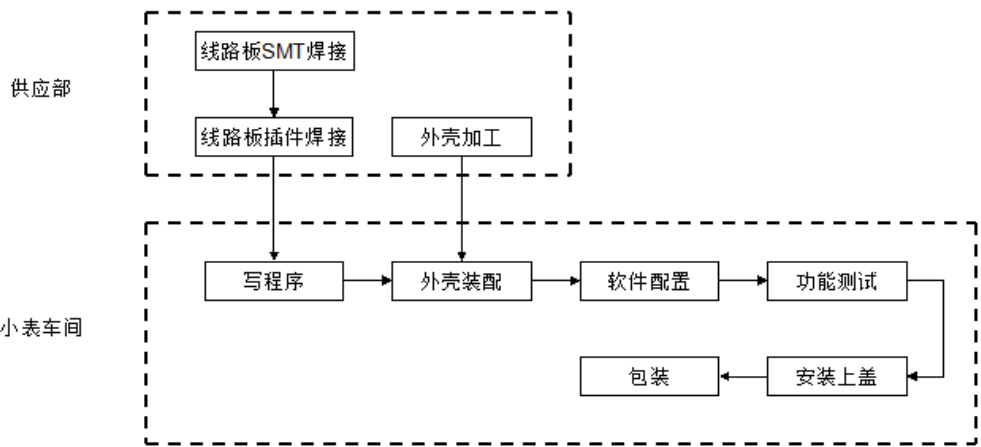 线路板SMT焊接
供应部
线路板插件焊接
外壳加工
写程序
外壳装配
软件配置
功能测试
小表车间
包装
安装上盖